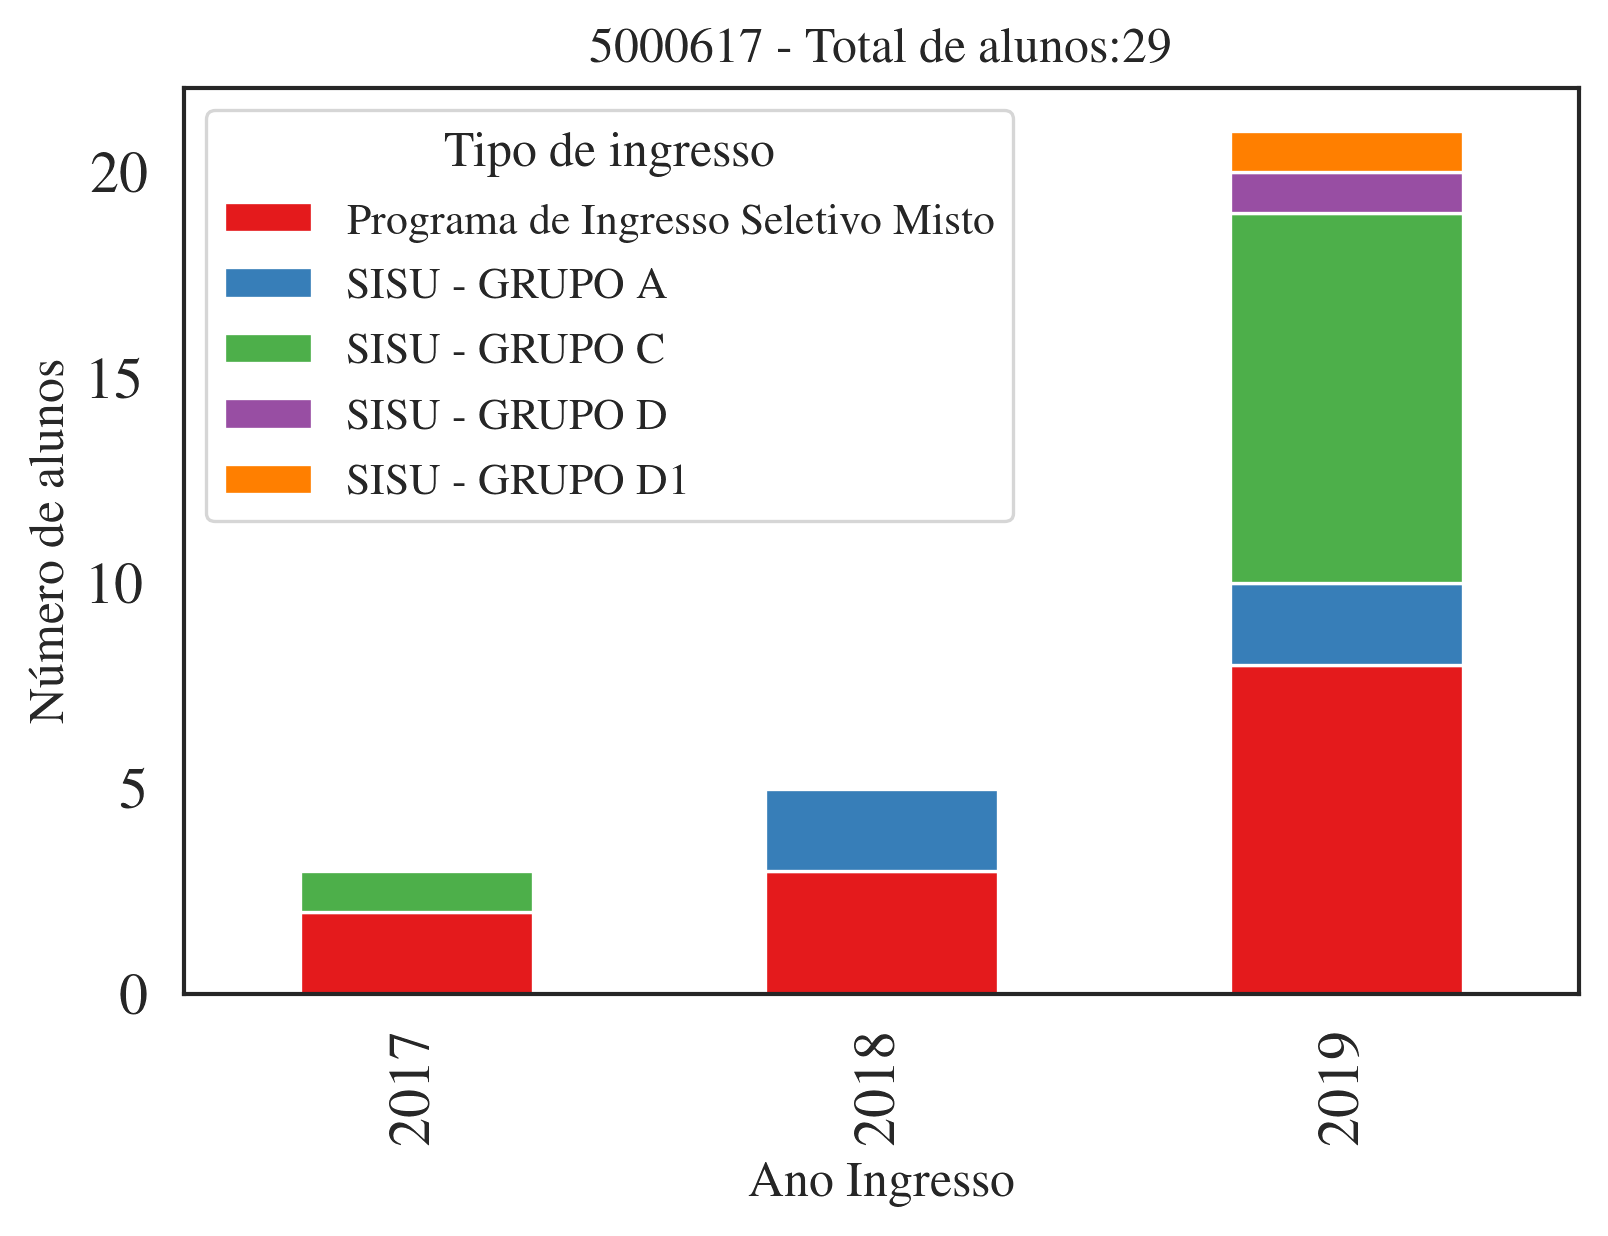 5000617 - Total de alunos:29
Tipo de ingresso
Programa de Ingresso Seletivo Misto
SISU - GRUPO A
SISU - GRUPO C
SISU - GRUPO D
SISU - GRUPO D1
Número de alunos
20
15
10
5
0
2017
2018
2019
Ano Ingresso